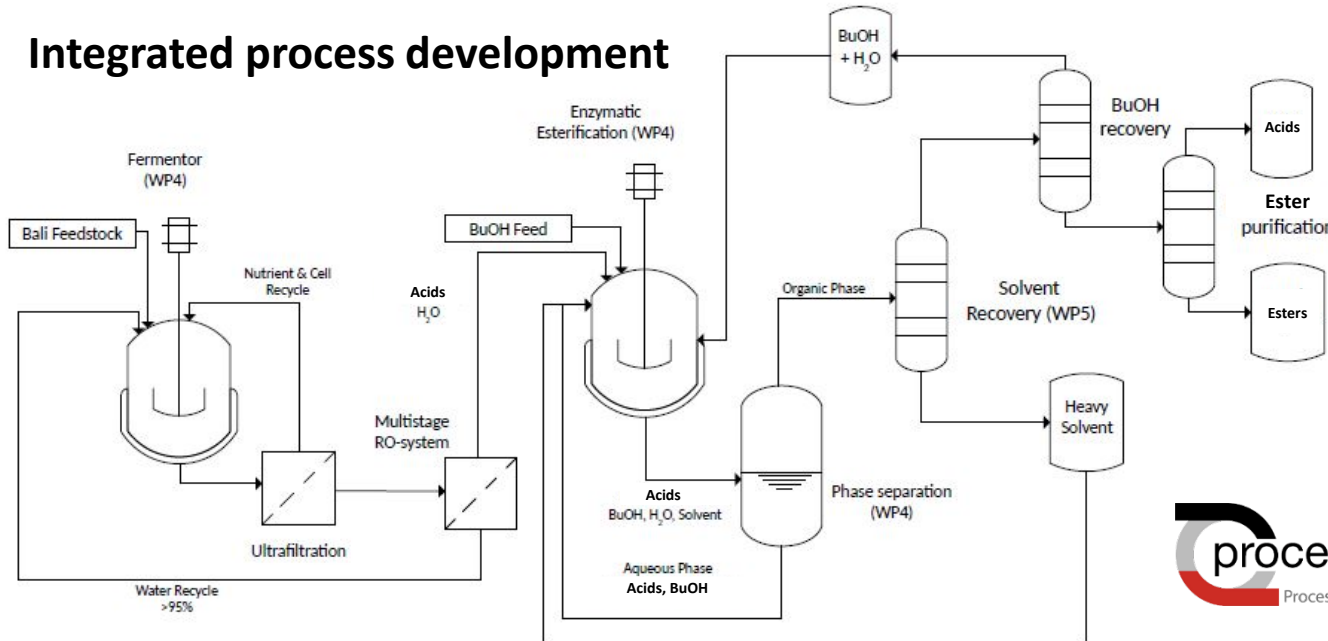 Integrated process development
BuOH
+ H₂O
BuOH
recovery
Acids
Ester
purification
Esters
Enzymatic
Esterification (WP4)
Fermentor
(WP4)
Bali Feedstock
BuOH Feed
Nutrient & Cell
Recycle
Acids
H₂O
Organic Phase
Solvent
Recovery (WP5)
Multistage
RO-system
Heavy
Solvent
Acids
BuOH, H₂O, Solvent
Phase separation
(WP4)
Ultrafiltration
Aqueous Phase
Acids, BuOH
Water Recycle
>95%
proce
Proces